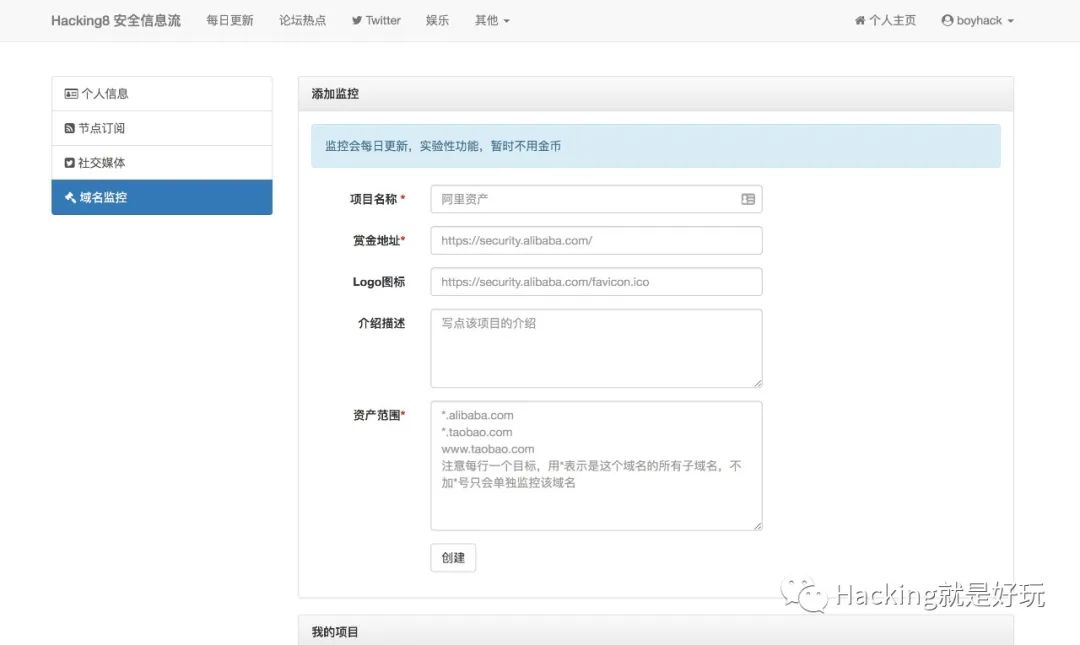 Hacking8 安全信息流 每日更新 论坛热点 Twitter 娱乐 其他 个人主页 boyhack
个人信息
节点订阅
社交媒体
域名监控
添加监控
监控会每日更新，实验性功能，暂时不用金币
项目名称 * 阿里资产
赏金地址* https://security.alibaba.com/
Logo图标 https://security.alibaba.com/favicon.ico
介绍描述 写点该项目的介绍
资产范围* *.alibaba.com
*.taobao.com
www.taobao.com
注意每行一个目标，用*表示是这个域名的所有子域名，不
加*号只会单独监控该域名
创建
Hacking就是好玩
我的项目